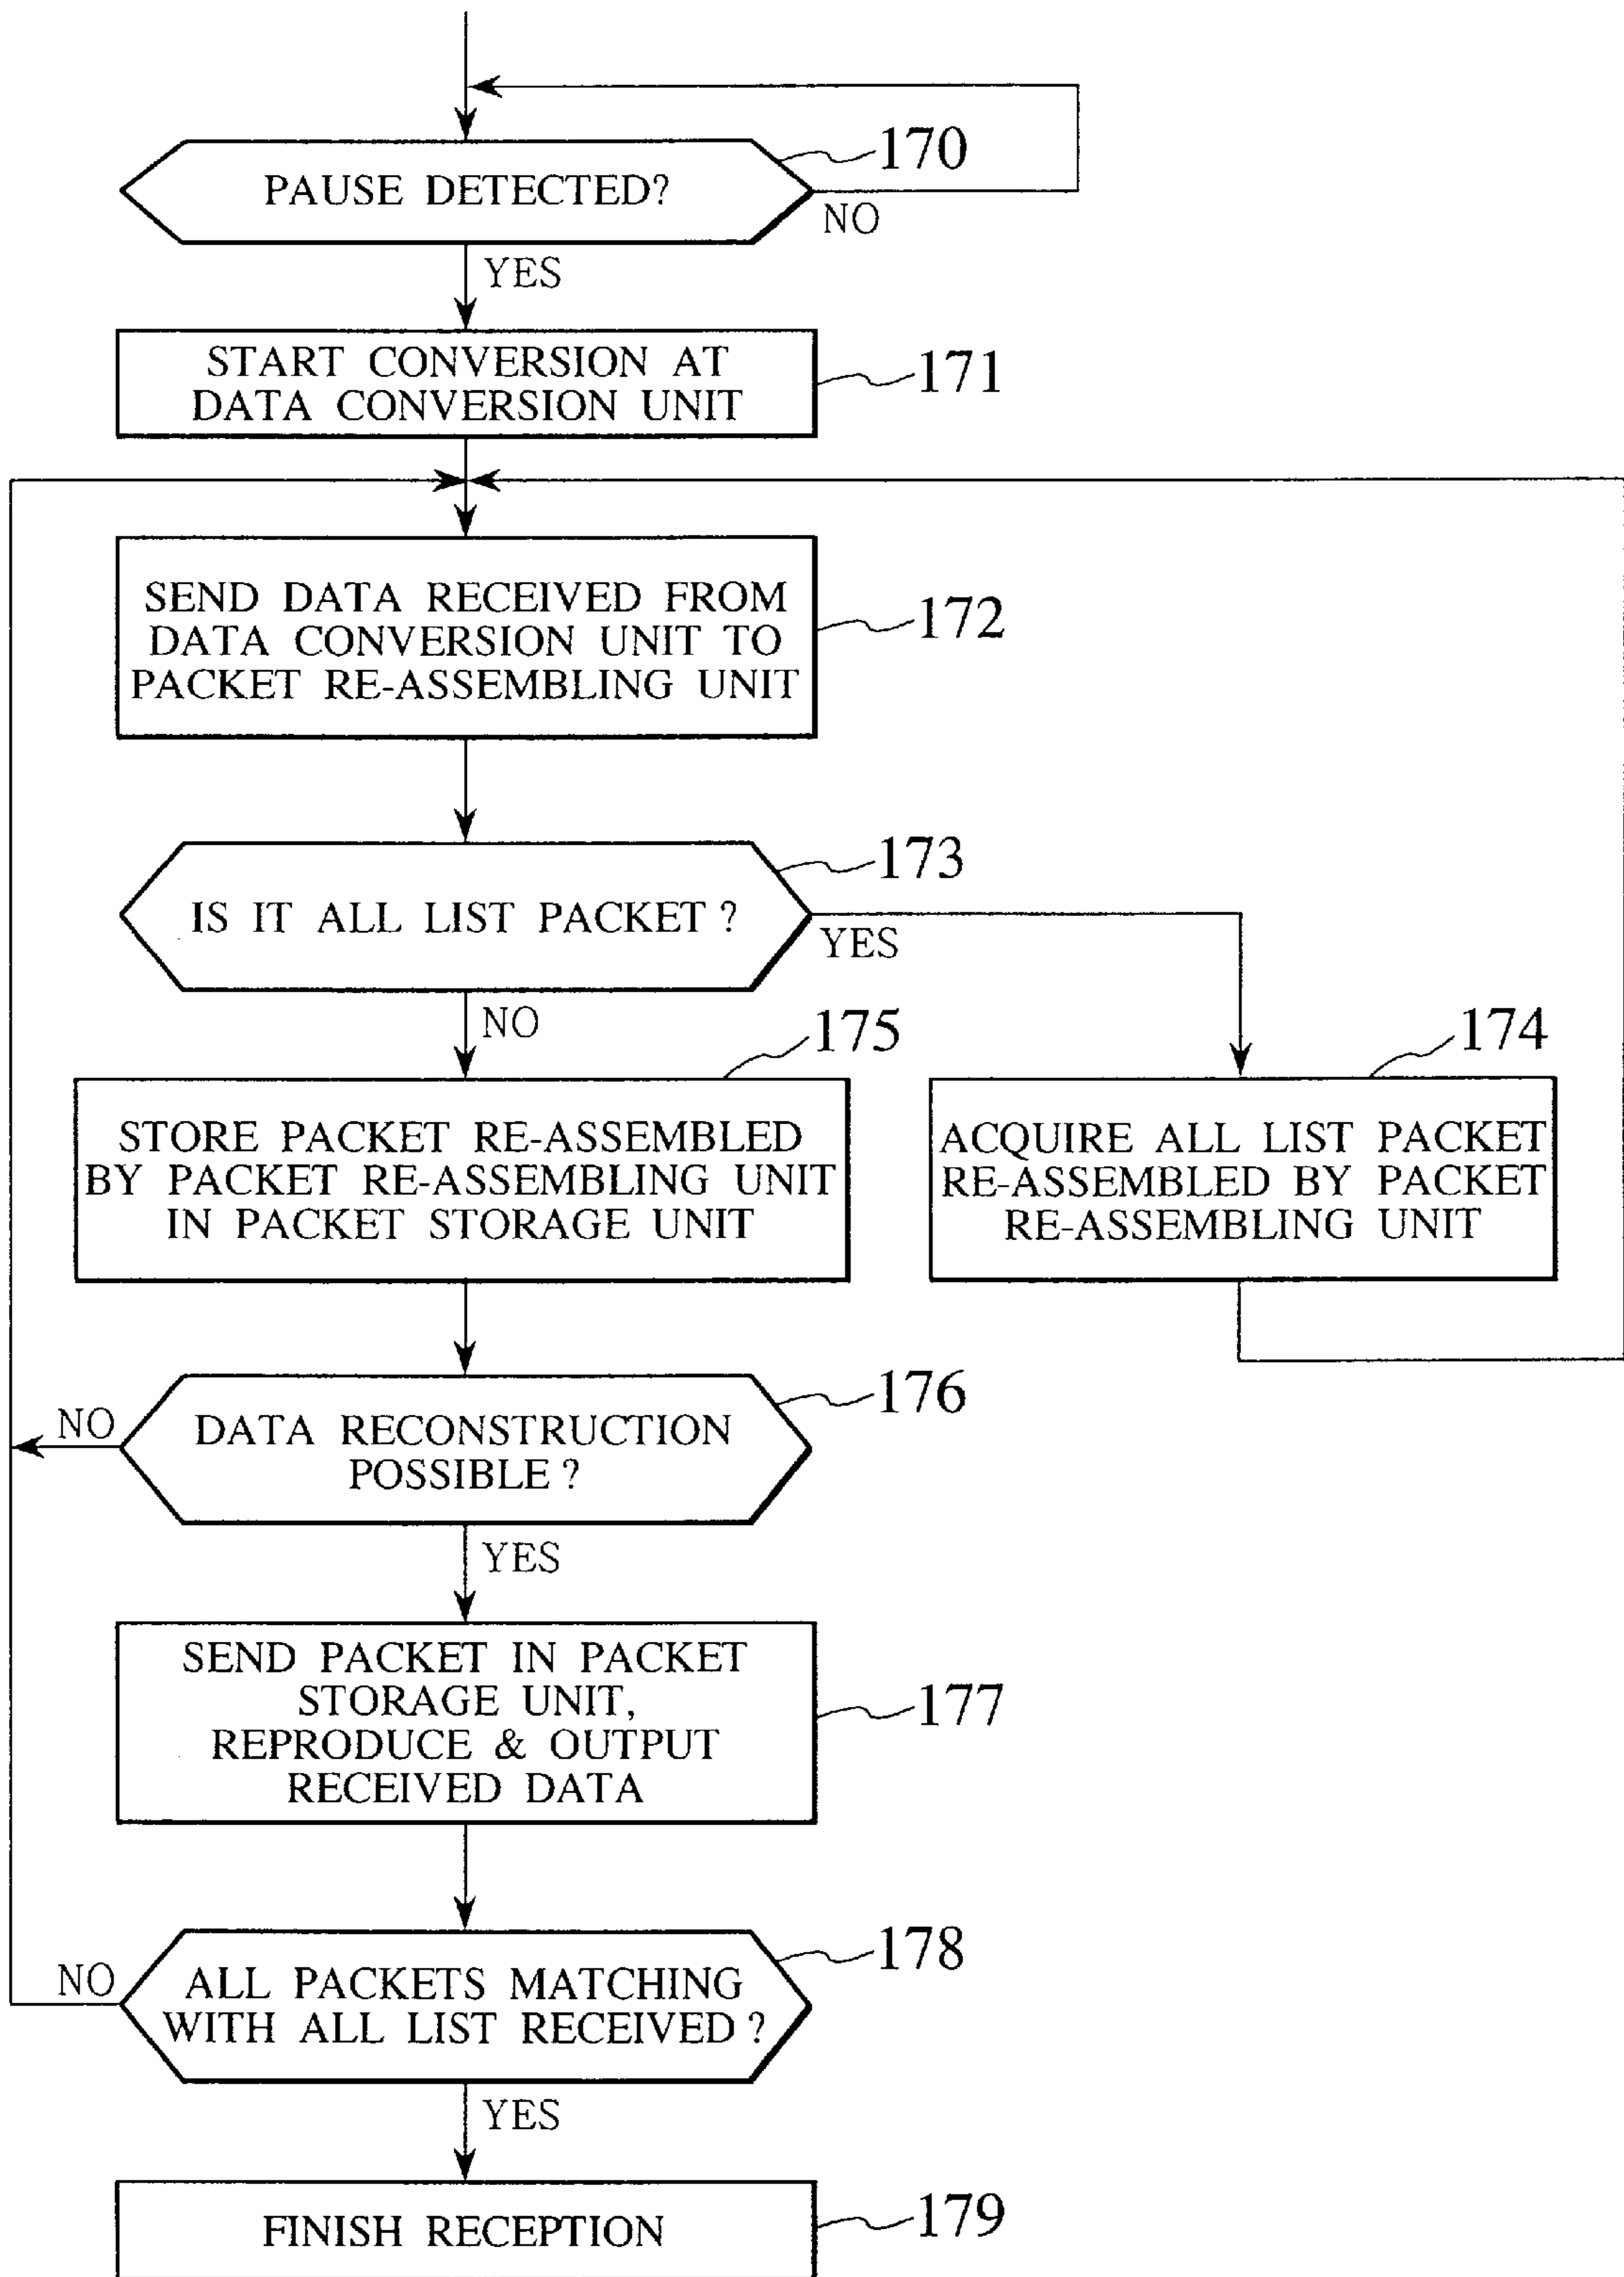 170
PAUSE DETECTED?
NO
YES
START CONVERSION AT
DATA CONVERSION UNIT
171
SEND DATA RECEIVED FROM
DATA CONVERSION UNIT TO
PACKET RE-ASSEMBLING UNIT
172
173
IS IT ALL LIST PACKET ?
YES
NO
175
174
STORE PACKET RE-ASSEMBLED
BY PACKET RE-ASSEMBLING UNIT
IN PACKET STORAGE UNIT
ACQUIRE ALL LIST PACKET
RE-ASSEMBLED BY PACKET
RE-ASSEMBLING UNIT
176
NO
DATA RECONSTRUCTION
POSSIBLE ?
YES
SEND PACKET IN PACKET
STORAGE UNIT,
REPRODUCE & OUTPUT
RECEIVED DATA
177
178
NO
ALL PACKETS MATCHING
WITH ALL LIST RECEIVED ?
YES
FINISH RECEPTION
179